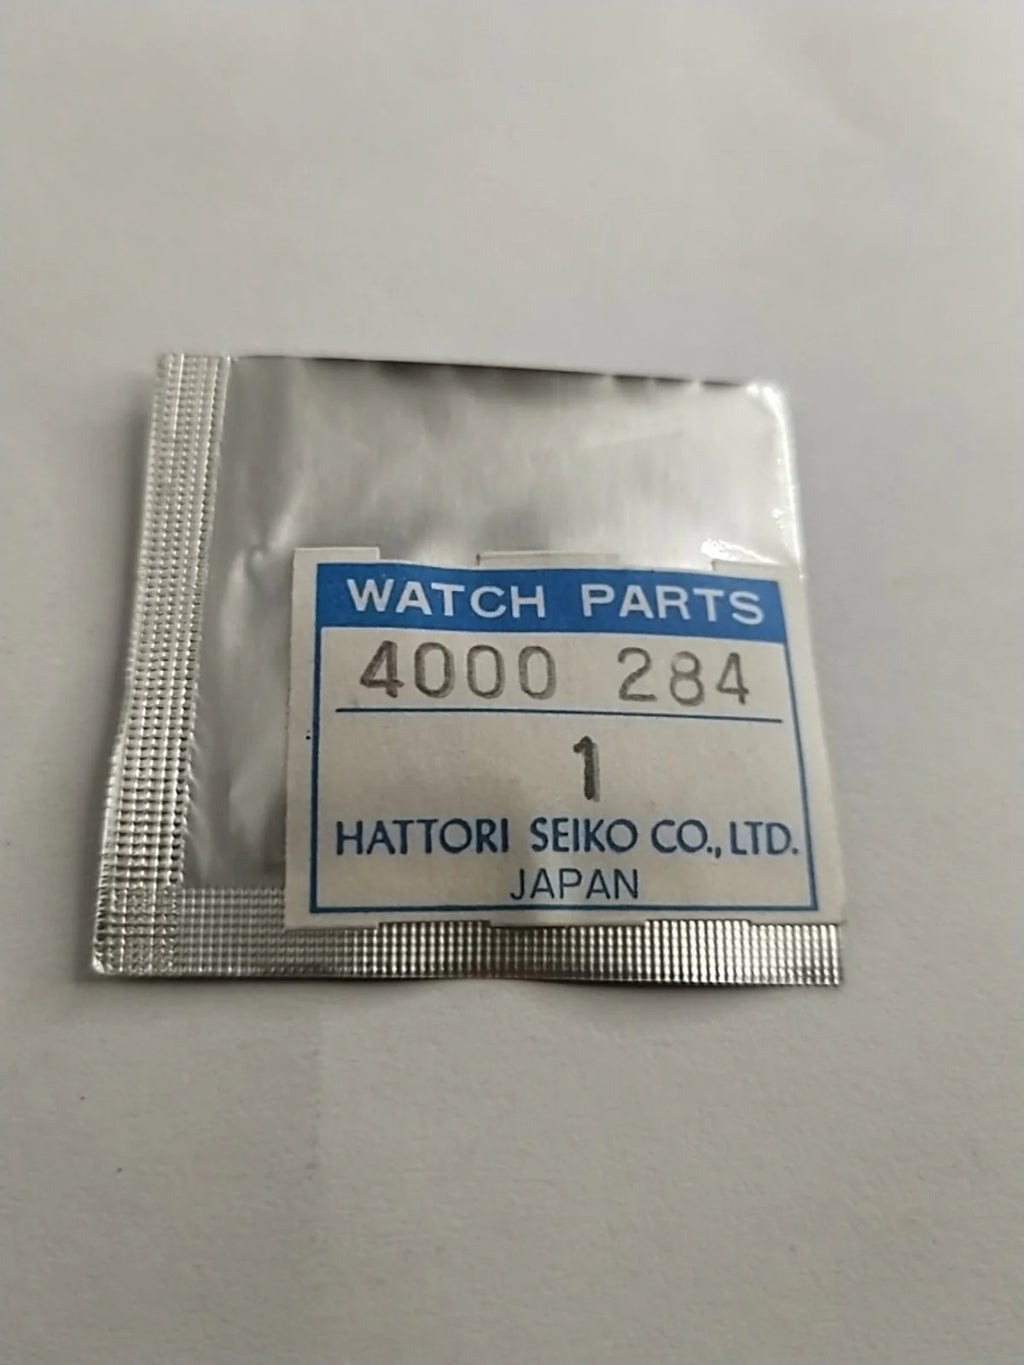 WATCH PARTS
4000 284
1
HATTORI SEIKO CO., LTD.
JAPAN